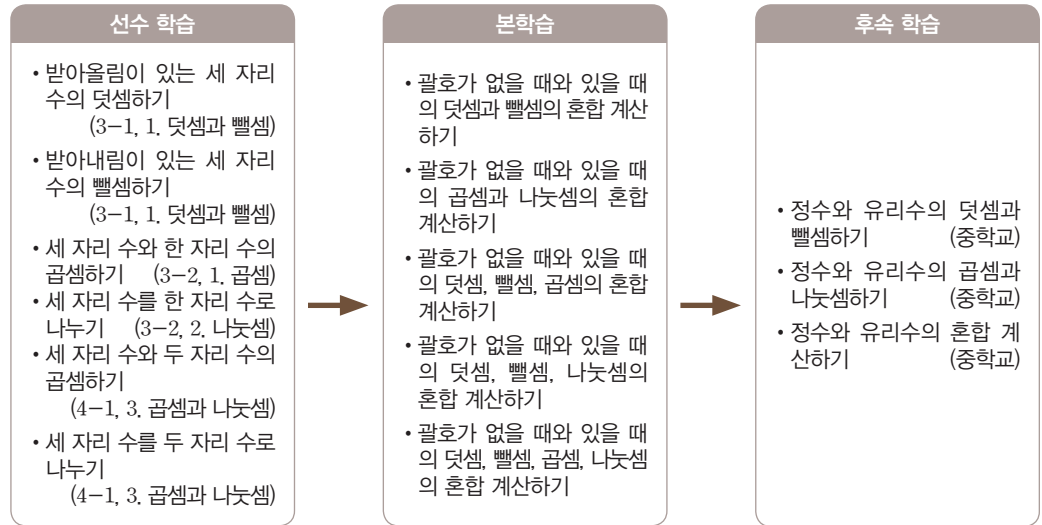 선수 학습
• 받아올림이 있는 세 자리
수의 덧셈하기
(3-1, 1. 덧셈과 뺄셈)
• 받아내림이 있는 세 자리
수의 뺄셈하기
(3-1, 1. 덧셈과 뺄셈)
• 세 자리 수와 한 자리 수의
곱셈하기 (3-2, 1. 곱셈)
• 세 자리 수를 한 자리 수로
나누기 (3-2, 2. 나눗셈)
• 세 자리 수와 두 자리 수의
곱셈하기
(4-1, 3. 곱셈과 나눗셈)
• 세 자리 수를 두 자리 수로
나누기
(4-1, 3. 곱셈과 나눗셈)
본학습
• 괄호가 없을 때와 있을 때
의 덧셈과 뺄셈의 혼합 계산
하기
• 괄호가 없을 때와 있을 때
의 곱셈과 나눗셈의 혼합
계산하기
• 괄호가 없을 때와 있을 때
의 덧셈, 뺄셈, 곱셈의 혼합
계산하기
• 괄호가 없을 때와 있을 때
의 덧셈, 뺄셈, 나눗셈의
혼합 계산하기
• 괄호가 없을 때와 있을 때
의 덧셈, 뺄셈, 곱셈, 나눗셈
의 혼합 계산하기
후속 학습
• 정수와 유리수의 덧셈과
뺄셈하기 (중학교)
• 정수와 유리수의 곱셈과
나눗셈하기 (중학교)
• 정수와 유리수의 혼합 계
산하기 (중학교)